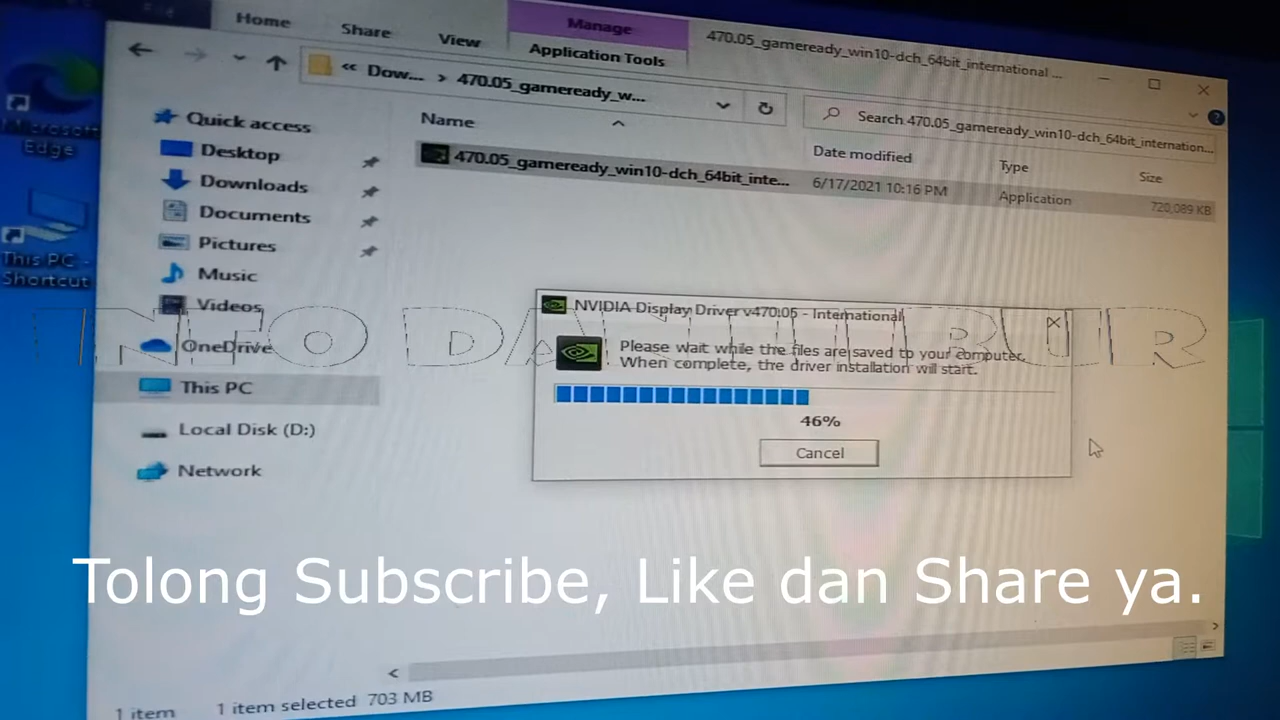 Home
Share
View
Manage
Application Tools
470.05_gameready_win10-dch_64bit_international ...
« Dow... > 470.05_gameready_w...
Search 470.05_gameready_win10-dch_64bit_internation...
Microsoft
Edge
This PC -
Shortcut
Quick access
Desktop
Downloads
Documents
Pictures
Music
Videos
OneDrive
This PC
Local Disk (D:)
Network
Name
Date modified
Type
Size
470.05_gameready_win10-dch_64bit_inte...
6/17/2021 10:16 PM
Application
720,089 KB
NVIDIA Display Driver v470.05 - International
Please wait while the files are saved to your computer.
When complete, the driver installation will start.
46%
Cancel
Tolong Subscribe, Like dan Share ya.
1 item
1 item selected 703 MB